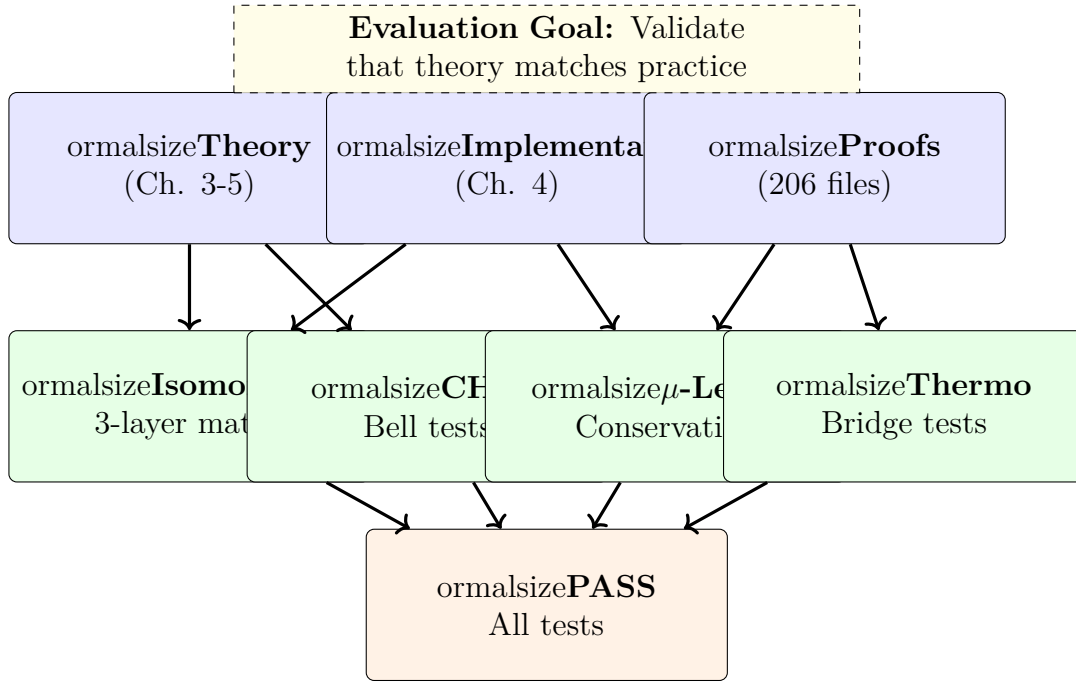 Evaluation Goal: Validate
that theory matches practice
ormalsizeTheory
(Ch. 3-5)
ormalsizeImplementa
(Ch. 4)
ormalsizeProofs
(206 files)
ormalsizeIsomo
3-layer mat
ormalsizeCH
Bell tests
ormalsizeμ-Le
Conservati
ormalsizeThermo
Bridge tests
ormalsizePASS
All tests